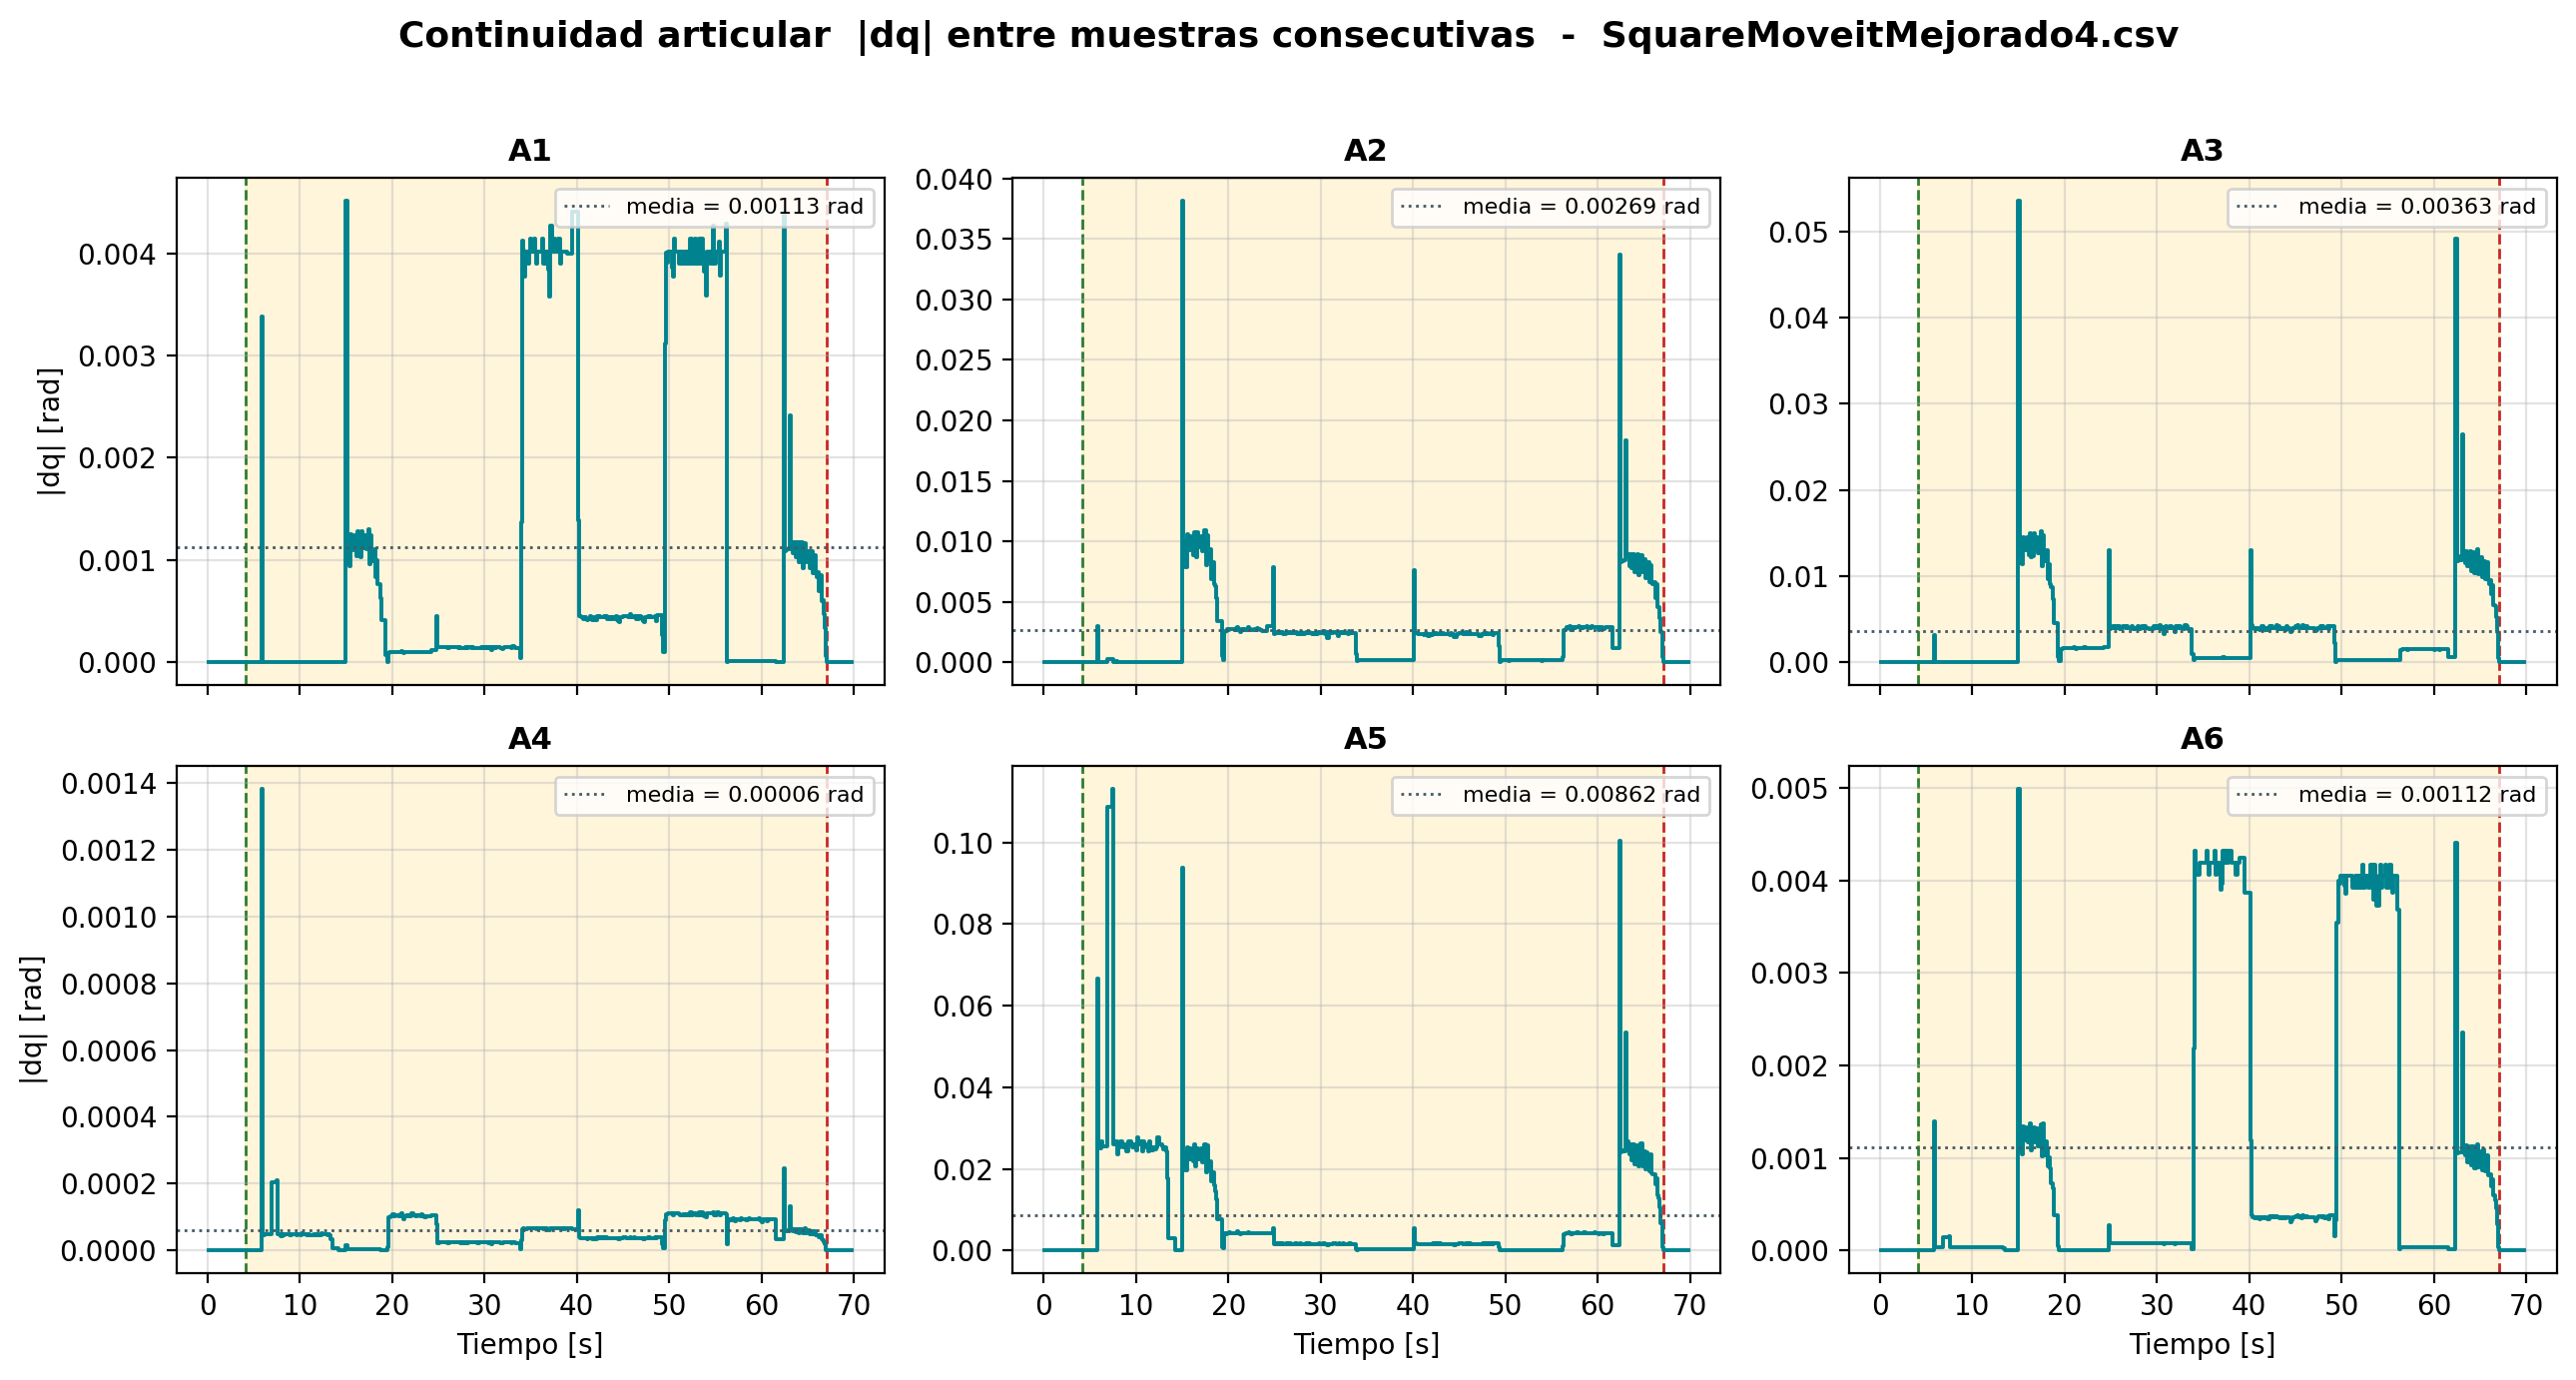 Continuidad articular |dq| entre muestras consecutivas - SquareMoveitMejorado4.csv
A1
A2
A3
media = 0.00113 rad
media = 0.00269 rad
media = 0.00363 rad
|dq| [rad]
0.004
0.003
0.002
0.001
0.000
0.040
0.035
0.030
0.025
0.020
0.015
0.010
0.005
0.000
0.05
0.04
0.03
0.02
0.01
0.00
A4
A5
A6
media = 0.00006 rad
media = 0.00862 rad
media = 0.00112 rad
|dq| [rad]
0.0014
0.0012
0.0010
0.0008
0.0006
0.0004
0.0002
0.0000
0.10
0.08
0.06
0.04
0.02
0.00
0.005
0.004
0.003
0.002
0.001
0.000
0 10 20 30 40 50 60 70
0 10 20 30 40 50 60 70
0 10 20 30 40 50 60 70
Tiempo [s]
Tiempo [s]
Tiempo [s]